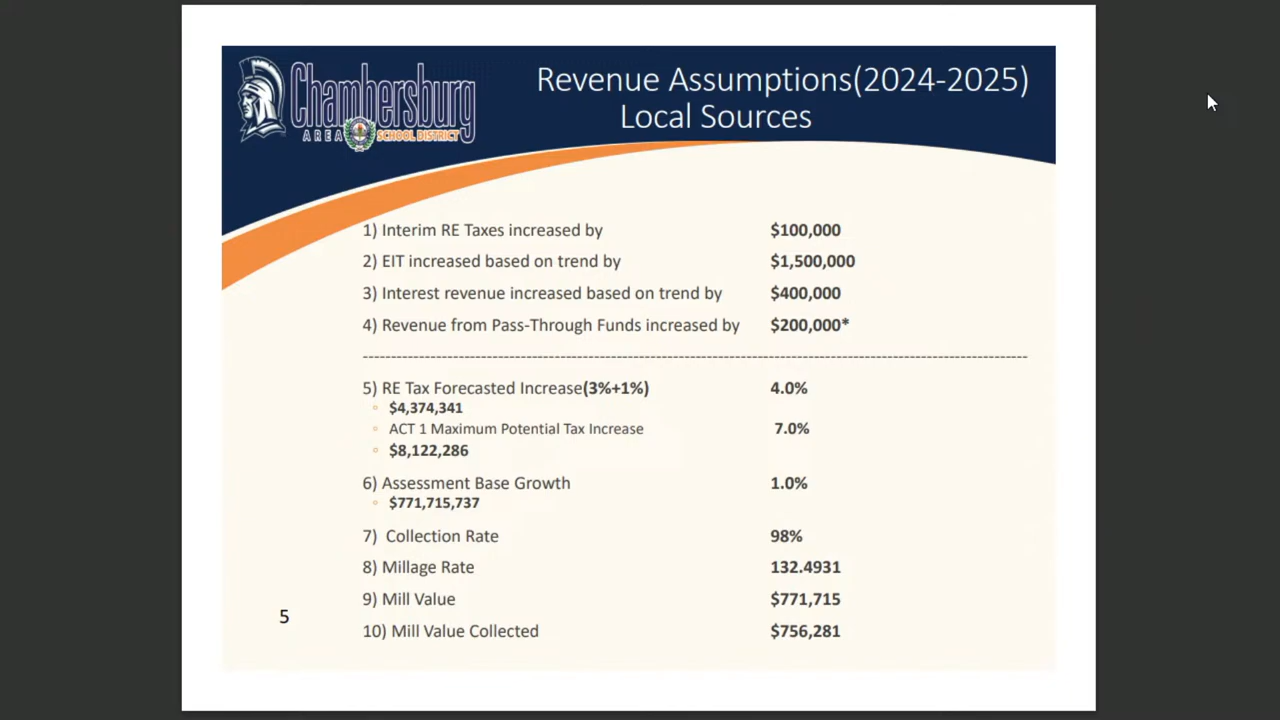 Chambersburg
AREA SCHOOL DISTRICT
Revenue Assumptions(2024-2025)
Local Sources
1) Interim RE Taxes increased by $100,000
2) EIT increased based on trend by $1,500,000
3) Interest revenue increased based on trend by $400,000
4) Revenue from Pass-Through Funds increased by $200,000*
-----------------------------------------------------------------------------------------------------------------------
5) RE Tax Forecasted Increase(3%+1%) 4.0%
◦ $4,374,341
◦ ACT 1 Maximum Potential Tax Increase 7.0%
◦ $8,122,286
6) Assessment Base Growth 1.0%
◦ $771,715,737
7) Collection Rate 98%
8) Millage Rate 132.4931
9) Mill Value $771,715
10) Mill Value Collected $756,281
5